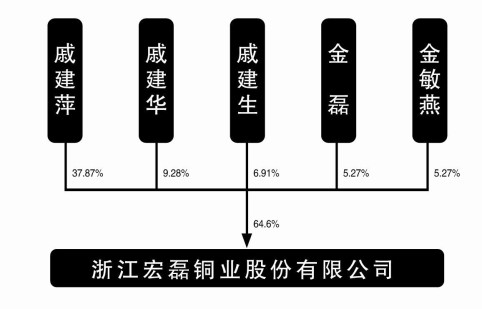 戚建萍
戚建华
戚建生
金磊
金敏燕
37.87%
9.28%
6.91%
5.27%
5.27%
64.6%
浙江宏磊铜业股份有限公司